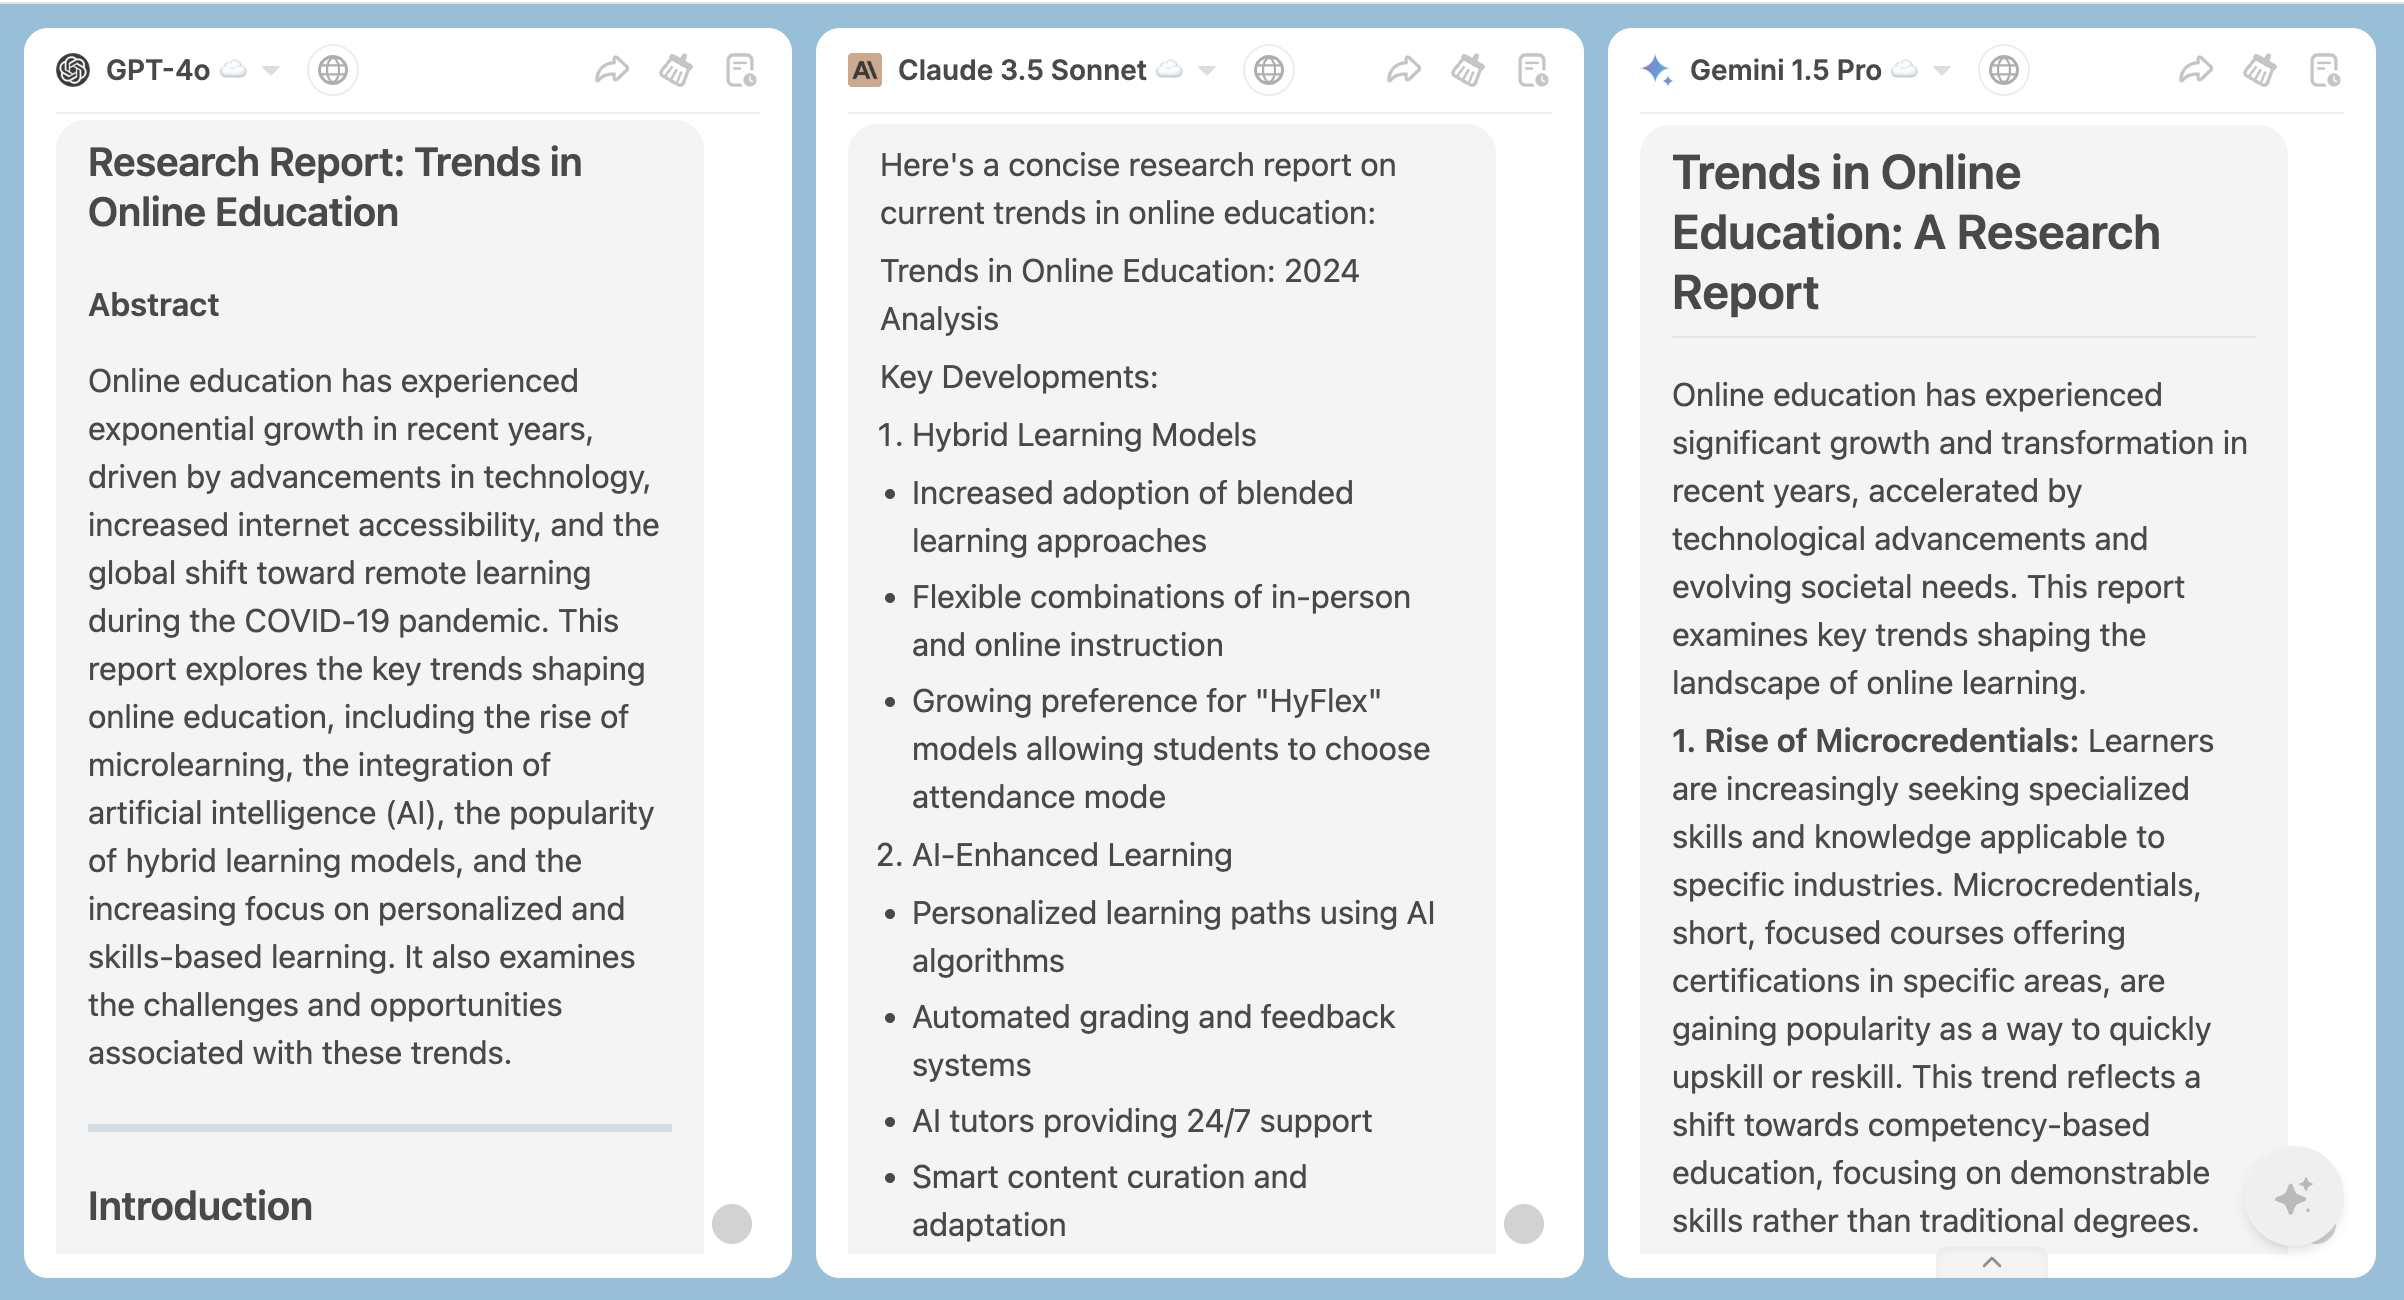 GPT-4o
Research Report: Trends in
Online Education
Abstract
Online education has experienced
exponential growth in recent years,
driven by advancements in technology,
increased internet accessibility, and the
global shift toward remote learning
during the COVID-19 pandemic. This
report explores the key trends shaping
online education, including the rise of
microlearning, the integration of
artificial intelligence (AI), the popularity
of hybrid learning models, and the
increasing focus on personalized and
skills-based learning. It also examines
the challenges and opportunities
associated with these trends.
Introduction
Claude 3.5 Sonnet
Here's a concise research report on
current trends in online education:
Trends in Online Education: 2024
Analysis
Key Developments:
1. Hybrid Learning Models
• Increased adoption of blended
learning approaches
• Flexible combinations of in-person
and online instruction
• Growing preference for "HyFlex"
models allowing students to choose
attendance mode
2. AI-Enhanced Learning
• Personalized learning paths using AI
algorithms
• Automated grading and feedback
systems
• AI tutors providing 24/7 support
• Smart content curation and
adaptation
Gemini 1.5 Pro
Trends in Online
Education: A Research
Report
Online education has experienced
significant growth and transformation in
recent years, accelerated by
technological advancements and
evolving societal needs. This report
examines key trends shaping the
landscape of online learning.
1. Rise of Microcredentials: Learners
are increasingly seeking specialized
skills and knowledge applicable to
specific industries. Microcredentials,
short, focused courses offering
certifications in specific areas, are
gaining popularity as a way to quickly
upskill or reskill. This trend reflects a
shift towards competency-based
education, focusing on demonstrable
skills rather than traditional degrees.